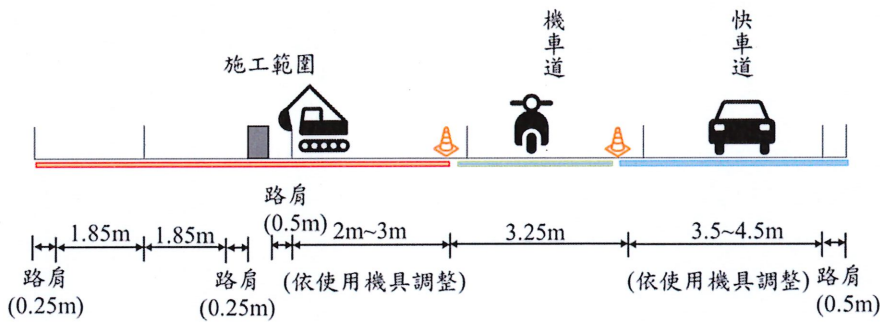 施工範圍
機車道
快車道
路肩
(0.5m)
1.85m
1.85m
2m~3m
3.25m
3.5~4.5m
路肩
(0.25m)
路肩
(0.25m)
(依使用機具調整)
(依使用機具調整)
路肩
(0.5m)